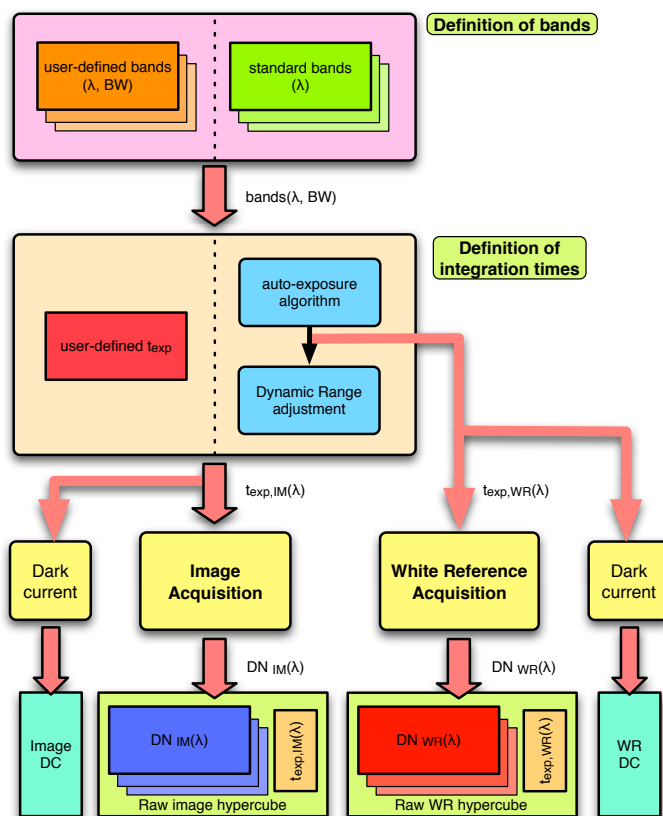 Definition of bands
user-defined bands
(λ, BW)
standard bands
(λ)
bands(λ, BW)
Definition of
integration times
auto-exposure
algorithm
user-defined texp
Dynamic Range
adjustment
texp,IM(λ)
texp,WR(λ)
Dark
current
Image
Acquisition
White Reference
Acquisition
Dark
current
DN IM(λ)
DN WR(λ)
Image
DC
DN IM(λ)
texp,IM(λ)
Raw image hypercube
DN WR(λ)
texp,WR(λ)
Raw WR hypercube
WR
DC